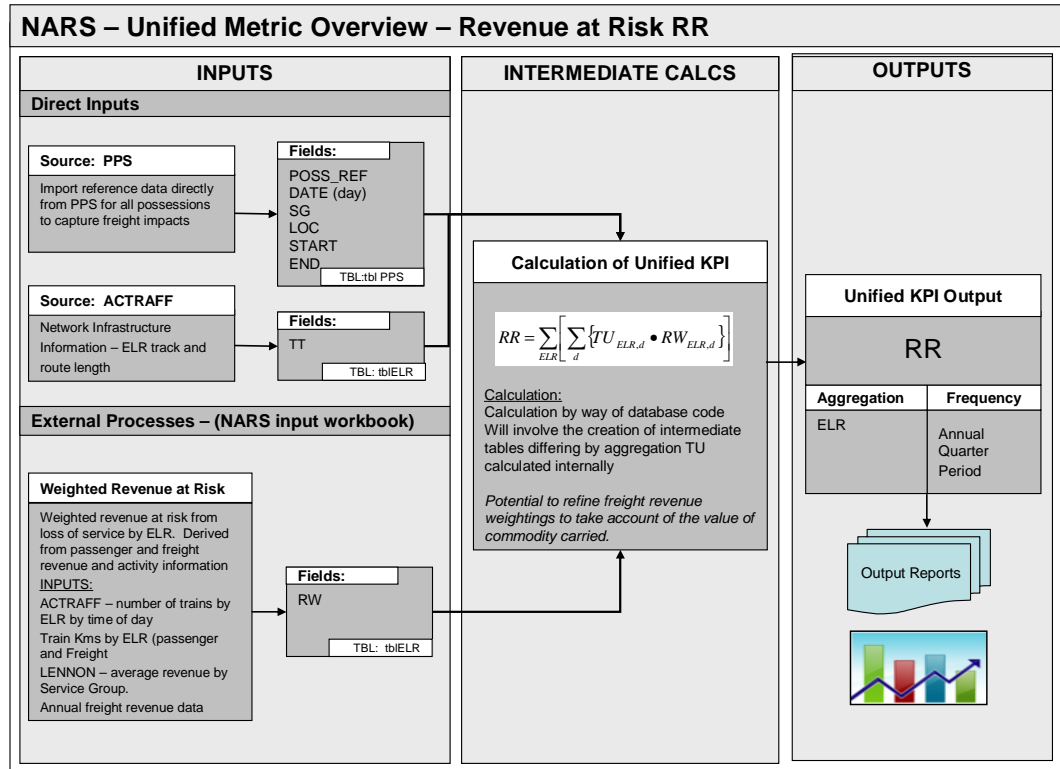 NARS – Unified Metric Overview – Revenue at Risk RR
INPUTS
Direct Inputs
Source: PPS
Import reference data directly
from PPS for all possessions
to capture freight impacts
Fields:
POSS_REF
DATE (day)
SG
LOC
START
END
TBL:tbl PPS
Source: ACTRAFF
Network Infrastructure
Information – ELR track and
route length
Fields:
TT
TBL: tblELR
External Processes – (NARS input workbook)
Weighted Revenue at Risk
Weighted revenue at risk from
loss of service by ELR. Derived
from passenger and freight
revenue and activity information
INPUTS:
ACTRAFF – number of trains by
ELR by time of day
Train Kms by ELR (passenger
and Freight
LENNON – average revenue by
Service Group.
Annual freight revenue data
Fields:
RW
TBL: tblELR
INTERMEDIATE CALCS
Calculation of Unified KPI
RR = ∑ELR [ ∑d {TU ELR,d • RW ELR,d} ]
Calculation:
Calculation by way of database code
Will involve the creation of intermediate
tables differing by aggregation TU
calculated internally
Potential to refine freight revenue
weightings to take account of the value of
commodity carried.
OUTPUTS
Unified KPI Output
RR
Aggregation
ELR
Frequency
Annual
Quarter
Period
Output Reports